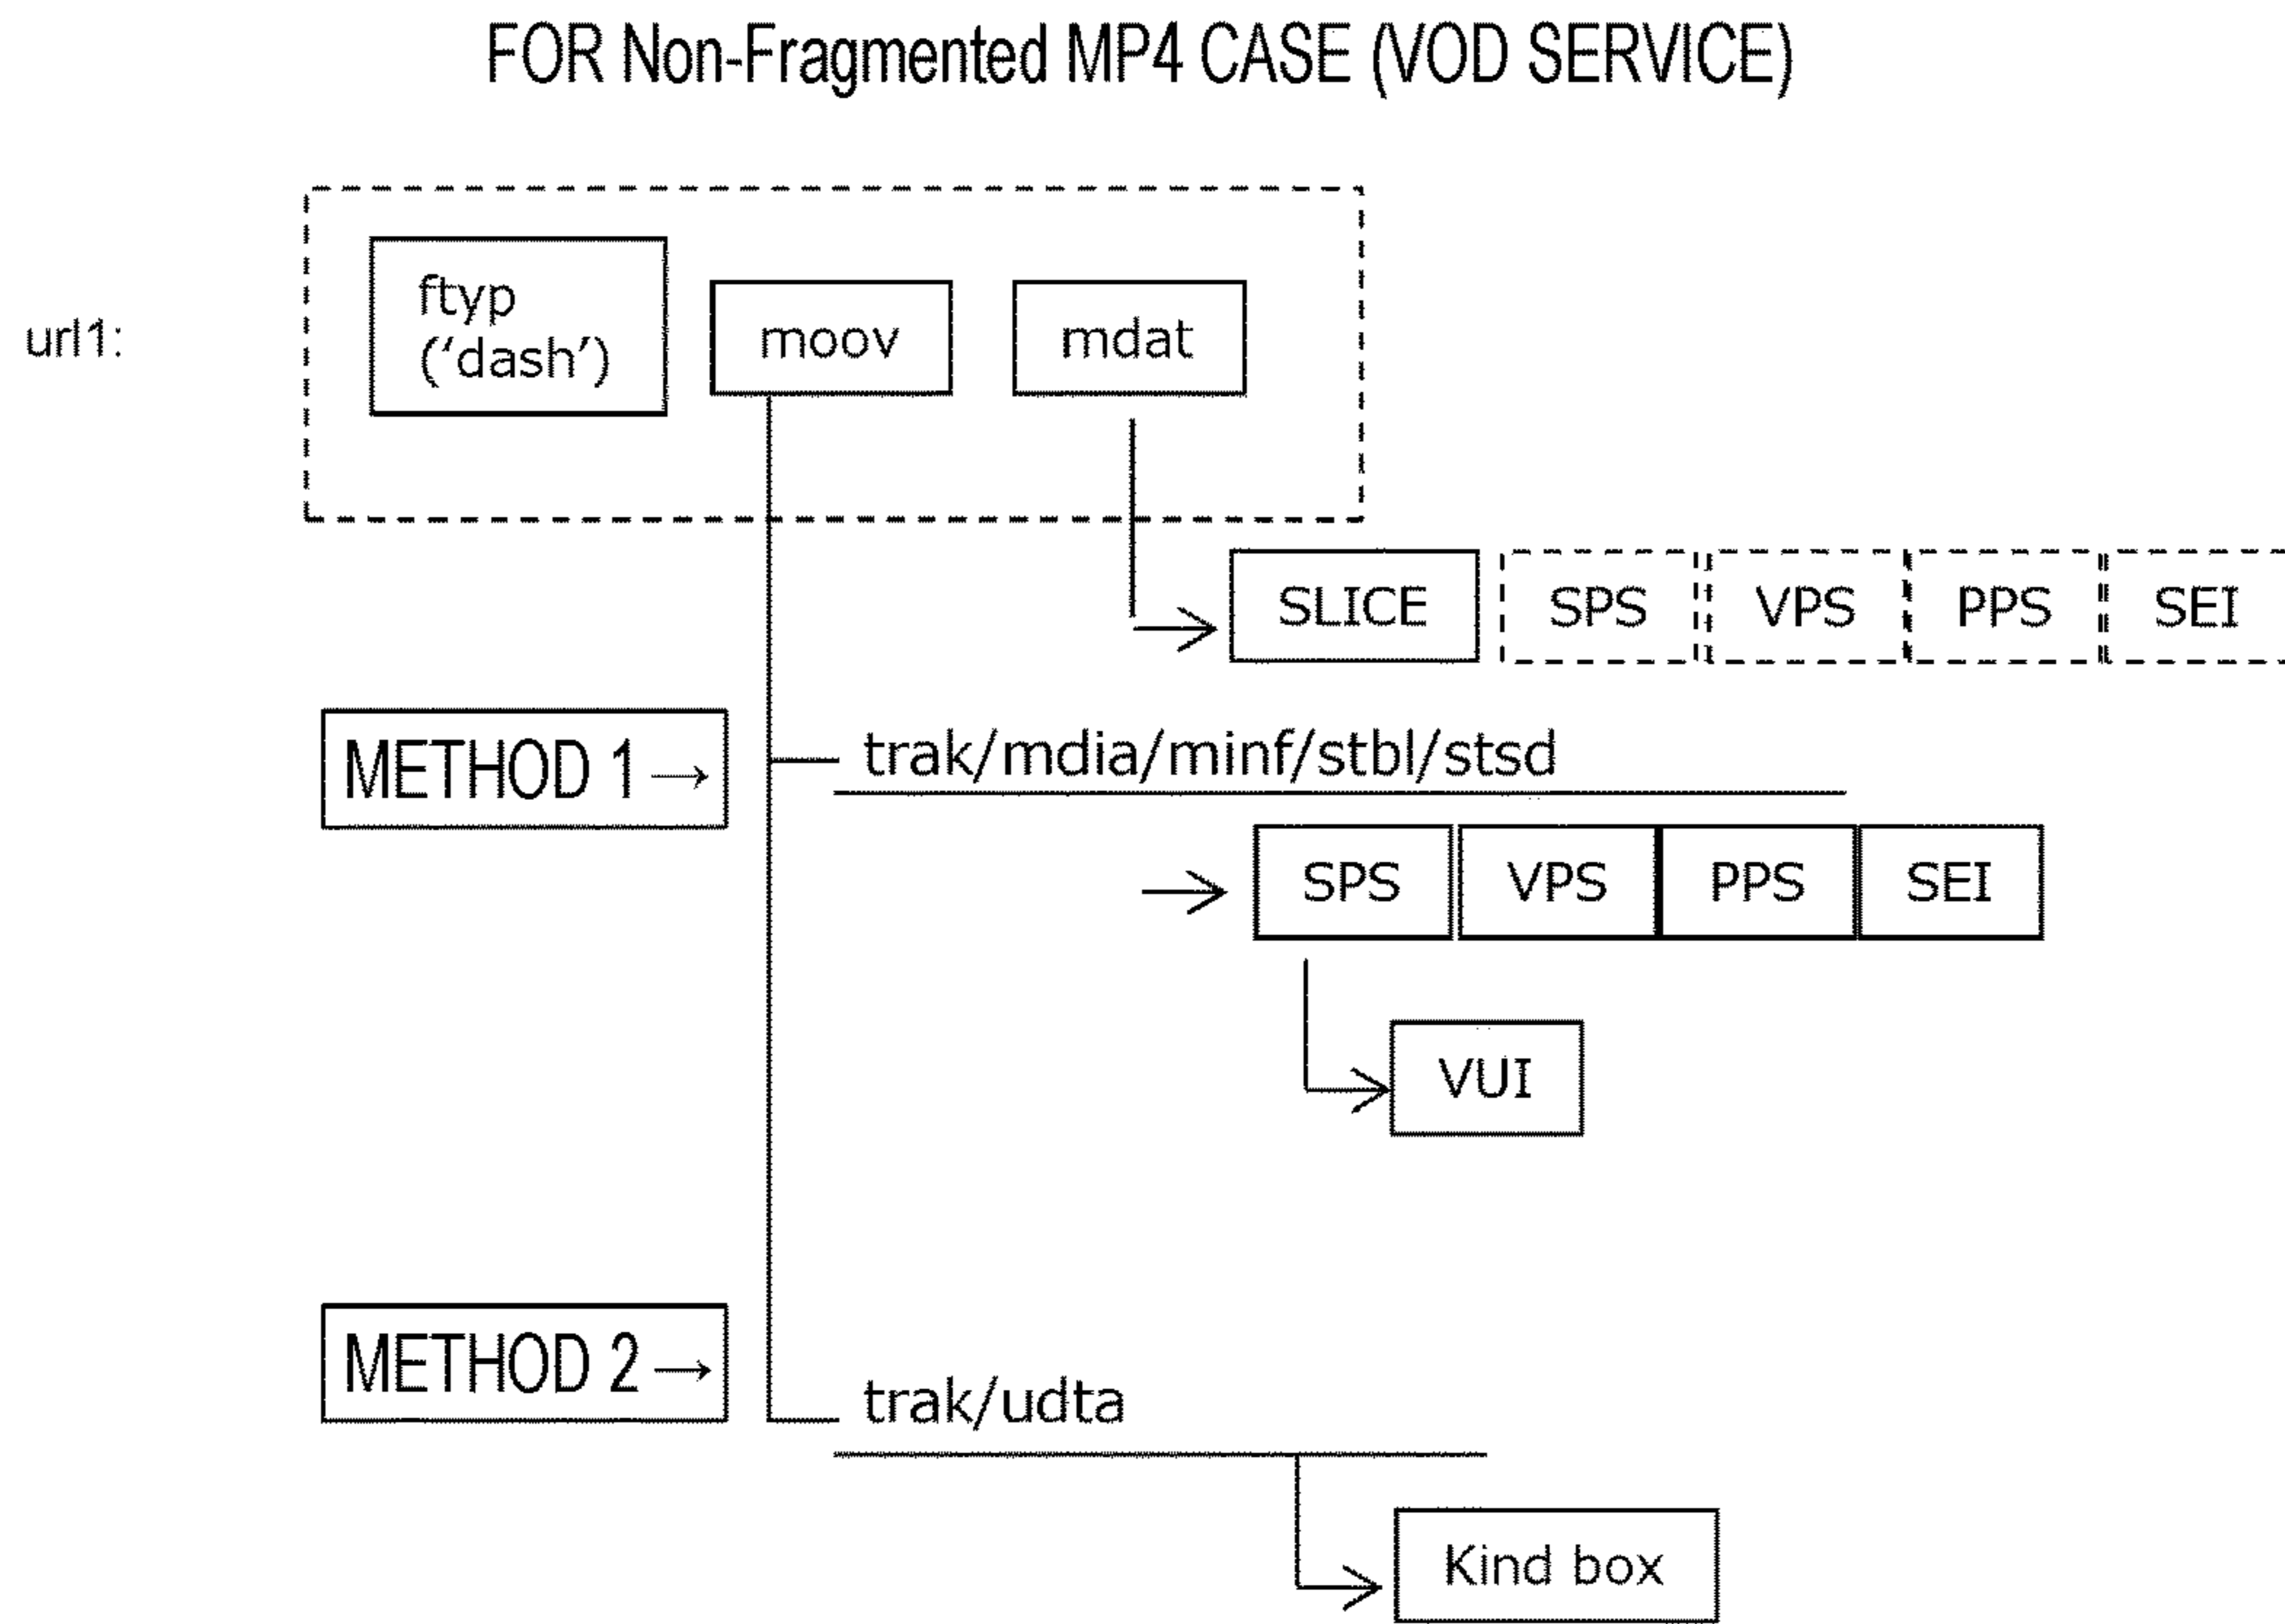 FOR Non-Fragmented MP4 CASE (VOD SERVICE)
url1:
ftyp
(‘dash’)
moov
mdat
SLICE SPS VPS PPS SEI
METHOD 1→
trak/mdia/minf/stbl/stsd
SPS VPS PPS SEI
VUI
METHOD 2→
trak/udta
Kind box